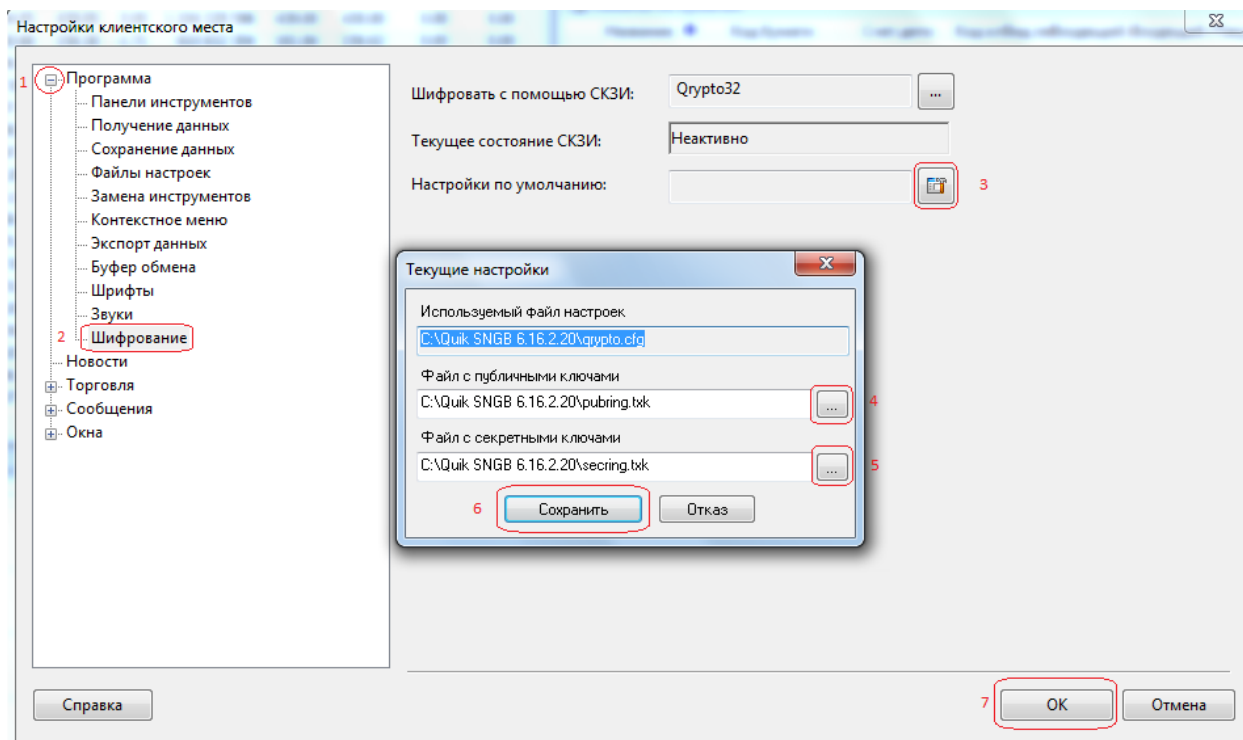 Настройки клиентского места
1
Программа
Панели инструментов
Получение данных
Сохранение данных
Файлы настроек
Замена инструментов
Контекстное меню
Экспорт данных
Буфер обмена
Шрифты
Звуки
2 Шифрование
Новости
Торговля
Сообщения
Окна
Шифровать с помощью СКЗИ: Qrypto32 ...
Текущее состояние СКЗИ: Неактивно
Настройки по умолчанию: 3
Текущие настройки
Используемый файл настроек
C:\Quik SNGB 6.16.2.20\qrypto.cfg
Файл с публичными ключами
C:\Quik SNGB 6.16.2.20\pubring.txk ... 4
Файл с секретными ключами
C:\Quik SNGB 6.16.2.20\secring.txk ... 5
6 Сохранить Отказ
Справка 7 ОК Отмена